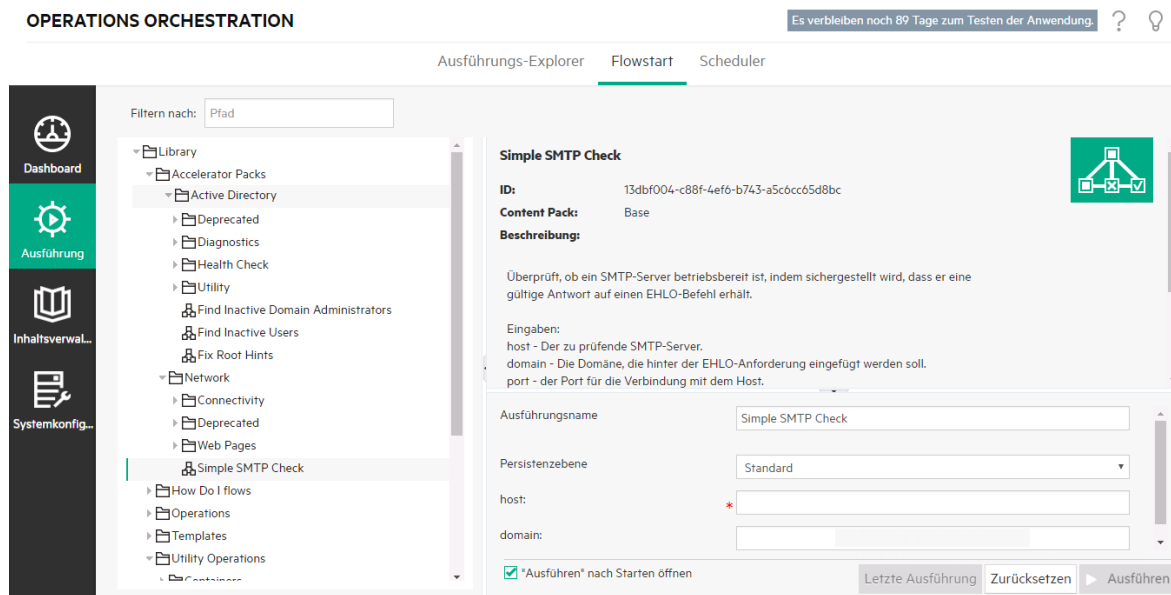 OPERATIONS ORCHESTRATION
Es verbleiben noch 89 Tage zum Testen der Anwendung.
?
Ausführungs-Explorer Flowstart Scheduler
Dashboard
Ausführung
Inhaltsverwal...
Systemkonfig...
Filtern nach: Pfad
Library
Accelerator Packs
Active Directory
Deprecated
Diagnostics
Health Check
Utility
Find Inactive Domain Administrators
Find Inactive Users
Fix Root Hints
Network
Connectivity
Deprecated
Web Pages
Simple SMTP Check
How Do I flows
Operations
Templates
Utility Operations
Containers
Simple SMTP Check
ID: 13dbf004-c88f-4ef6-b743-a5c6cc65d8bc
Content Pack: Base
Beschreibung:
Überprüft, ob ein SMTP-Server betriebsbereit ist, indem sichergestellt wird, dass er eine
gültige Antwort auf einen EHLO-Befehl erhält.
Eingaben:
host - Der zu prüfende SMTP-Server.
domain - Die Domäne, die hinter der EHLO-Anforderung eingefügt werden soll.
port - der Port für die Verbindung mit dem Host.
Ausführungsname Simple SMTP Check
Persistenzebene Standard
host: *
domain:
"Ausführen" nach Starten öffnen
Letzte Ausführung Zurücksetzen Ausführen